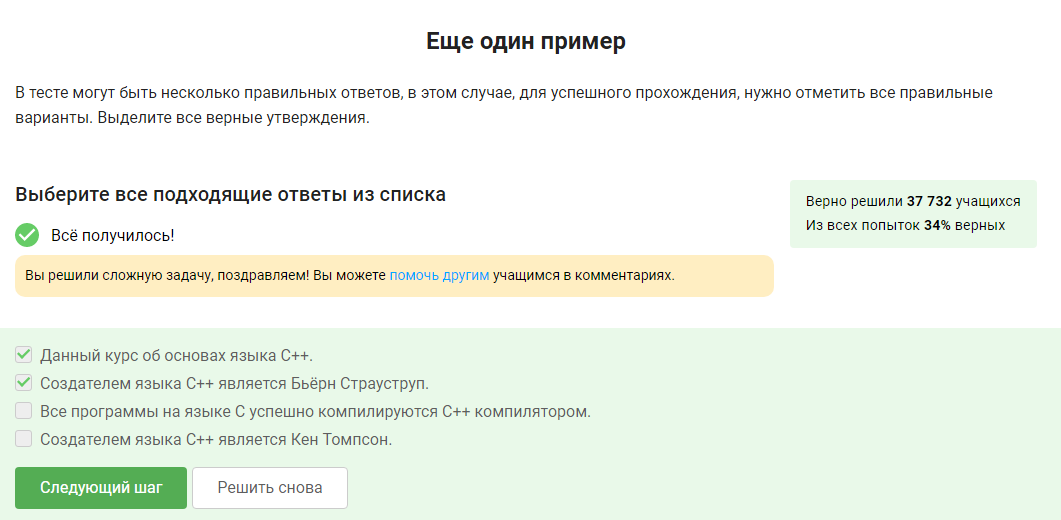 Еще один пример
В тесте могут быть несколько правильных ответов, в этом случае, для успешного прохождения, нужно отметить все правильные
варианты. Выделите все верные утверждения.
Выберите все подходящие ответы из списка
Верно решили 37 732 учащихся
Из всех попыток 34% верных
Всё получилось!
Вы решили сложную задачу, поздравляем! Вы можете помочь другим учащимся в комментариях.
Данный курс об основах языка C++.
Создателем языка C++ является Бьёрн Страуструп.
Все программы на языке C успешно компилируются C++ компилятором.
Создателем языка C++ является Кен Томпсон.
Следующий шаг
Решить снова